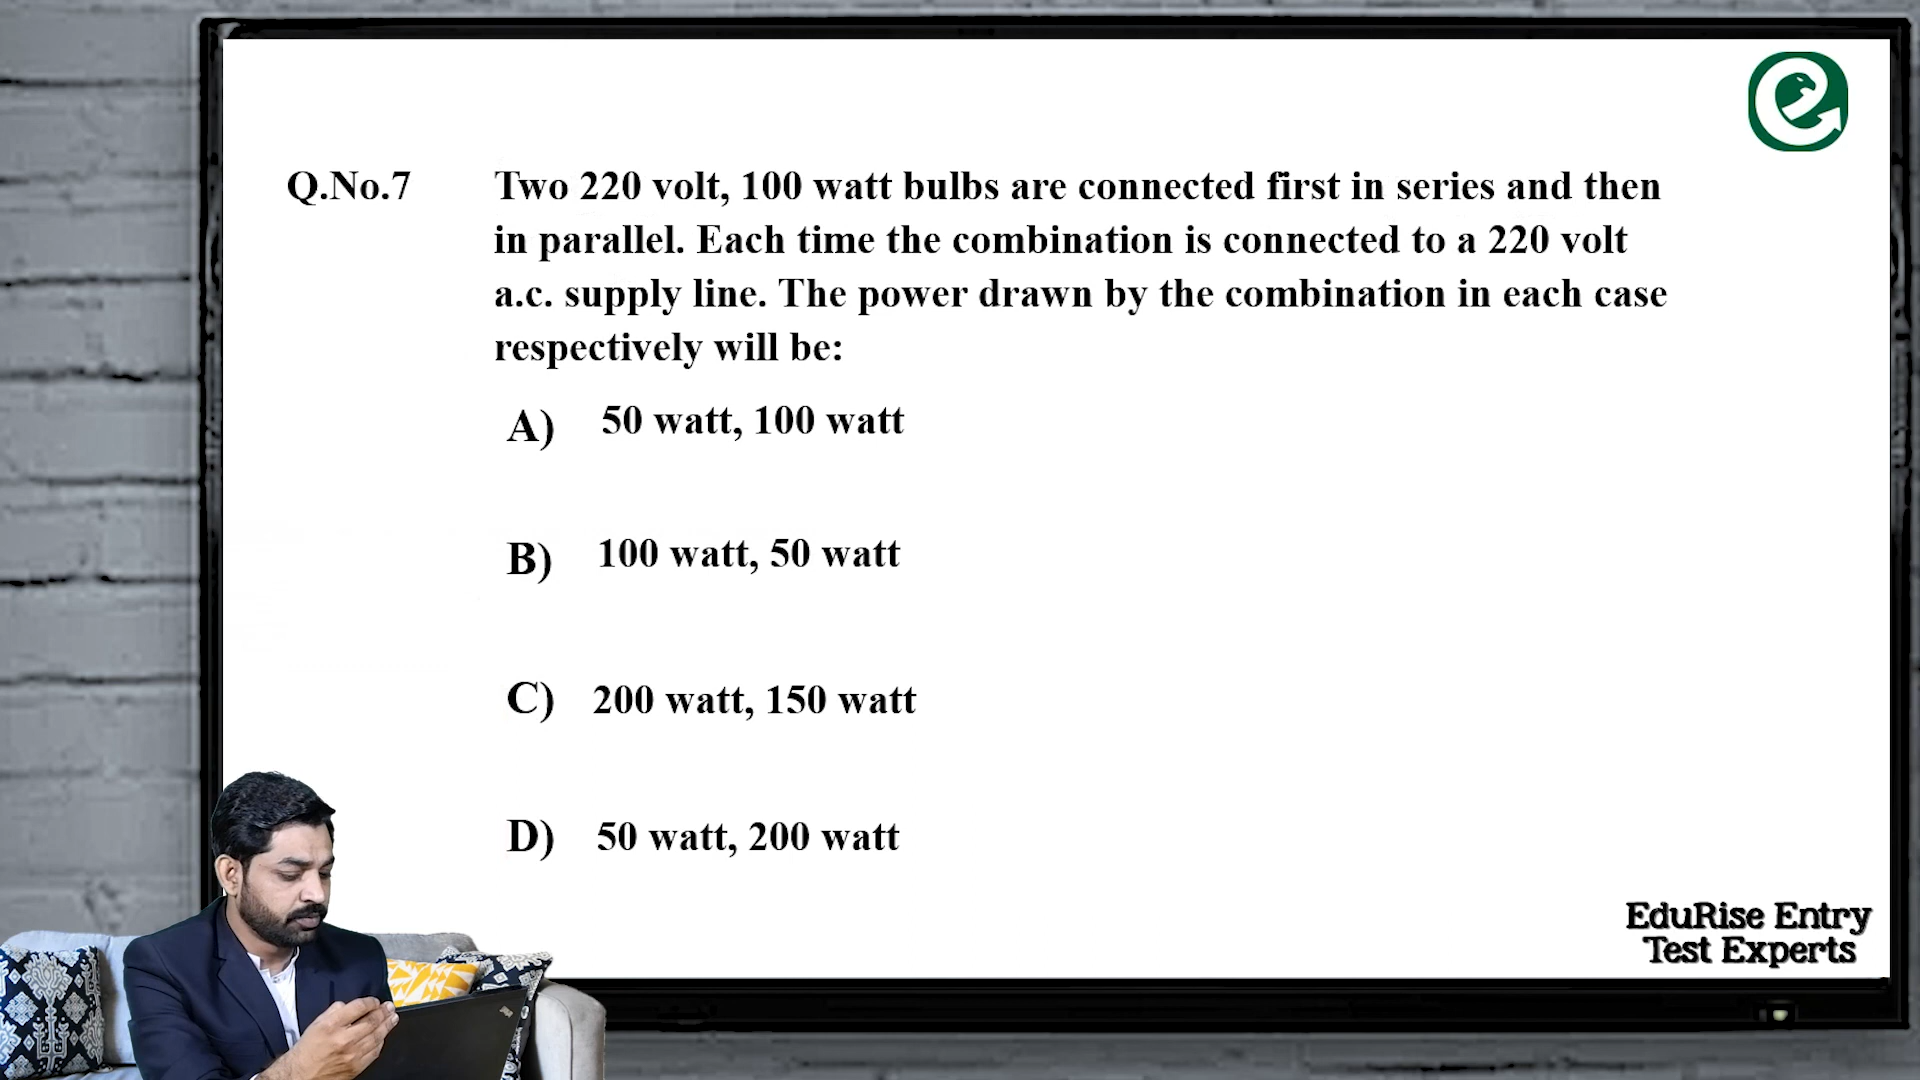 Q.No.7 Two 220 volt, 100 watt bulbs are connected first in series and then
in parallel. Each time the combination is connected to a 220 volt
a.c. supply line. The power drawn by the combination in each case
respectively will be:
A) 50 watt, 100 watt
B) 100 watt, 50 watt
C) 200 watt, 150 watt
D) 50 watt, 200 watt
EduRise Entry
Test Experts